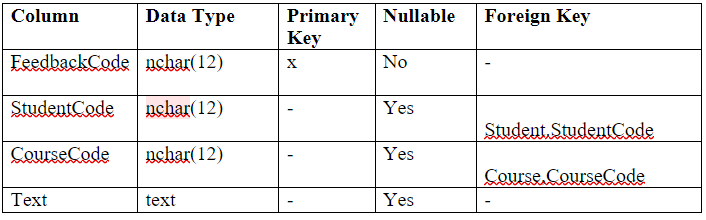 Column Data Type Primary Key Nullable Foreign Key
FeedbackCode nchar(12) x No -
StudentCode nchar(12) - Yes Student,StudentCode
CourseCode nchar(12) - Yes Course,CourseCode
Text text - Yes -